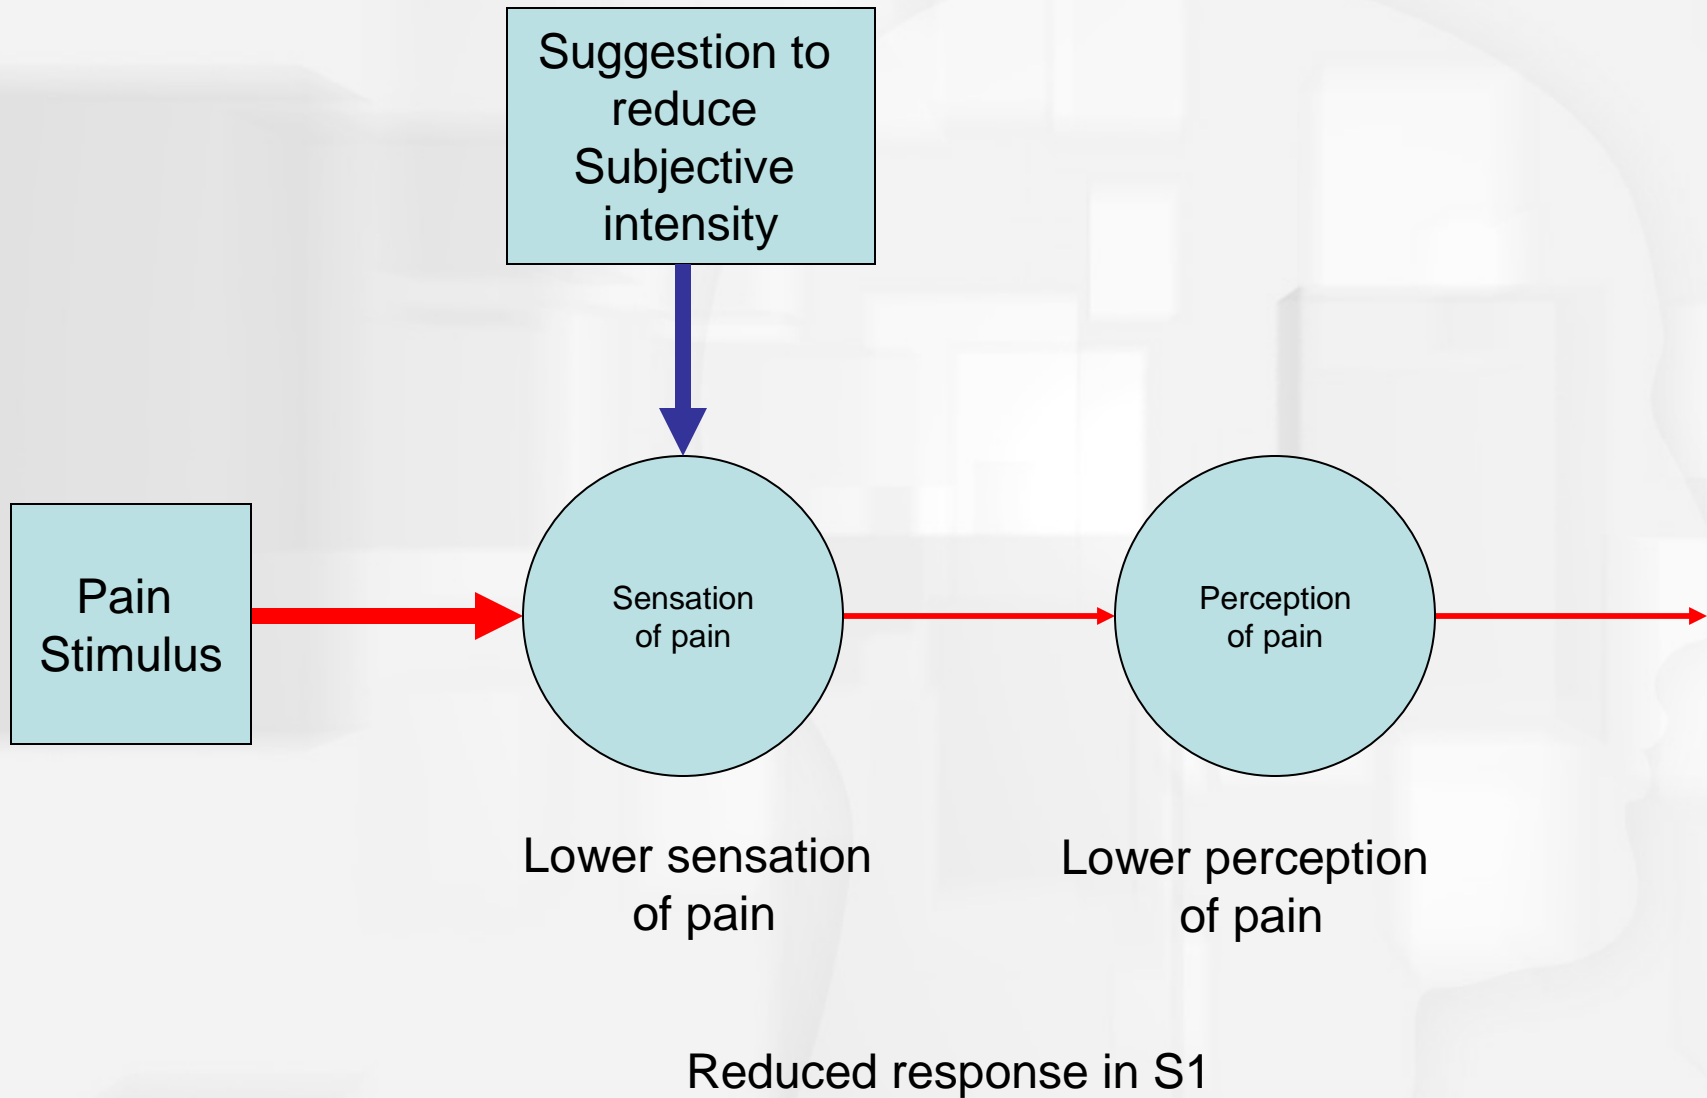 Suggestion to
reduce
Subjective
intensity
Pain
Stimulus
Sensation
of pain
Perception
of pain
Lower sensation
of pain
Lower perception
of pain
Reduced response in S1